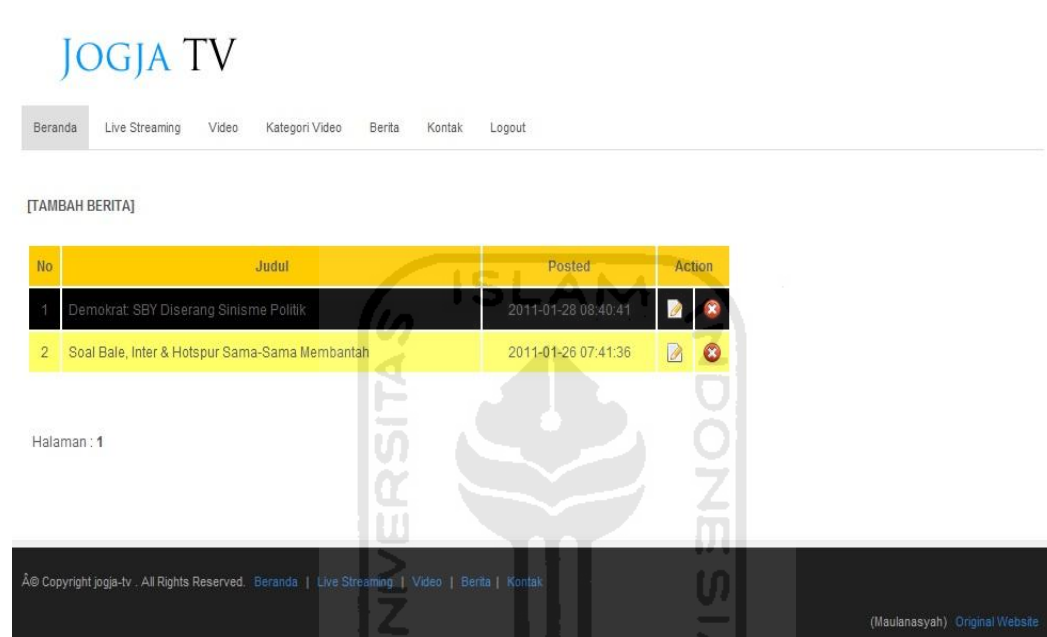 JOGJA TV
Beranda Live Streaming Video Kategori Video Berita Kontak Logout
[TAMBAH BERITA]
No Judul Posted Action
1 Demokrat: SBY Diserang Sinisme Politik 2011-01-28 08:40:41
2 Soal Bale, Inter & Hotspur Sama-Sama Membantah 2011-01-26 07:41:36
Halaman : 1
© Copyright jogja-tv . All Rights Reserved. Beranda | Live Streaming | Video | Berita | Kontak
(Maulanasyah) Original Website
ISLAM
UNIVERSITAS
INDONESIA